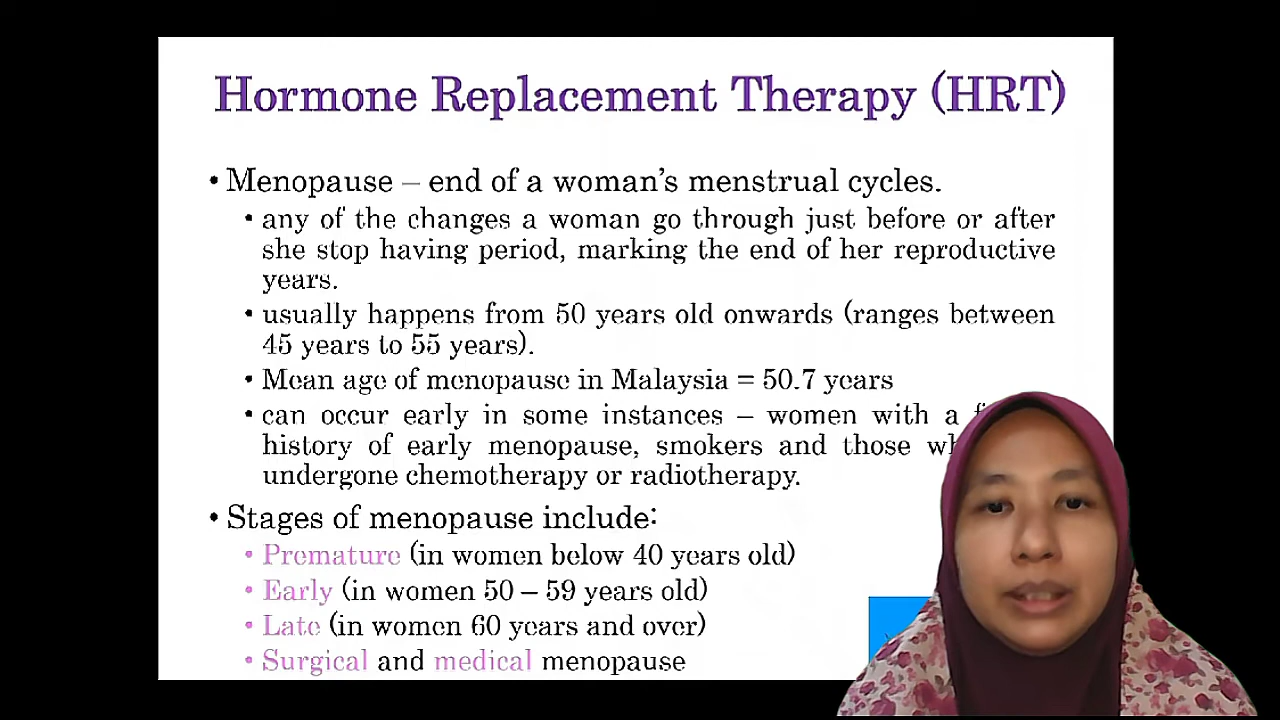 Hormone Replacement Therapy (HRT)
• Menopause – end of a woman's menstrual cycles.
• any of the changes a woman go through just before or after
she stop having period, marking the end of her reproductive
years.
• usually happens from 50 years old onwards (ranges between
45 years to 55 years).
• Mean age of menopause in Malaysia = 50.7 years
• can occur early in some instances – women with a
history of early menopause, smokers and those
undergone chemotherapy or radiotherapy.
• Stages of menopause include:
• Premature (in women below 40 years old)
• Early (in women 50 – 59 years old)
• Late (in women 60 years and over)
• Surgical and medical menopause